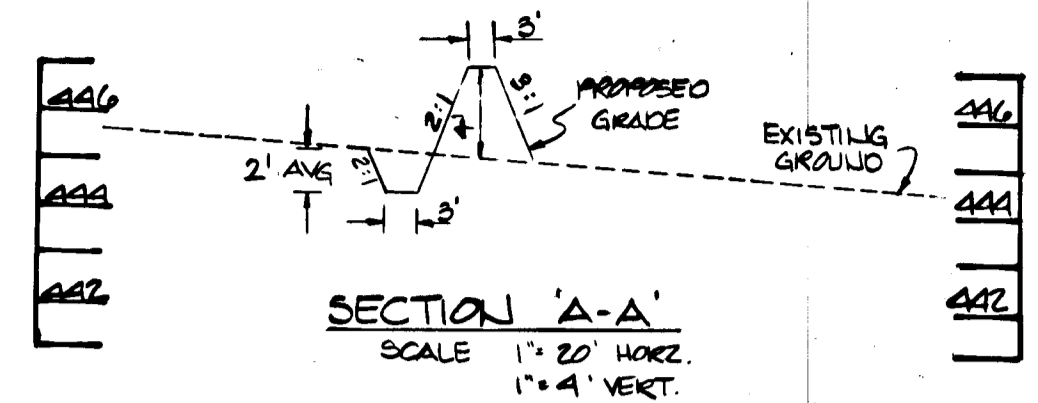 3'
446
2:1
4
PROPOSED
GRADE
446
EXISTING
GROUND
2' AVG
2:1
444
3'
444
442
442
SECTION 'A-A'
SCALE 1"= 20' HORZ.
1"= 4' VERT.